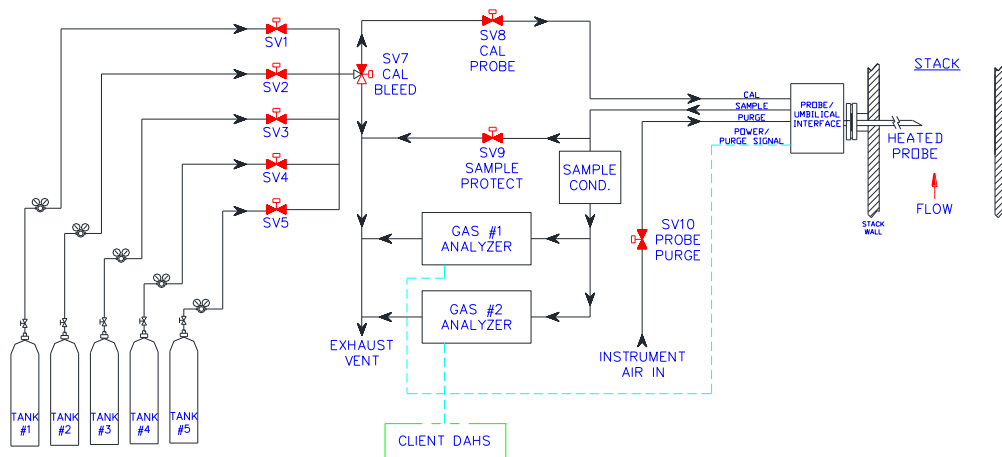 SV1
SV2
SV3
SV4
SV5
SV7
CAL
BLEED
SV8
CAL
PROBE
SV9
SAMPLE
PROTECT
SAMPLE
COND.
GAS #1
ANALYZER
GAS #2
ANALYZER
EXHAUST
VENT
SV10
PROBE
PURGE
INSTRUMENT
AIR IN
CAL
SAMPLE
PURGE
POWER/
PURGE SIGNAL
PROBE/
UMBILICAL
INTERFACE
STACK
HEATED
PROBE
FLOW
STACK
WALL
TANK
#1
TANK
#2
TANK
#3
TANK
#4
TANK
#5
CLIENT DAHS